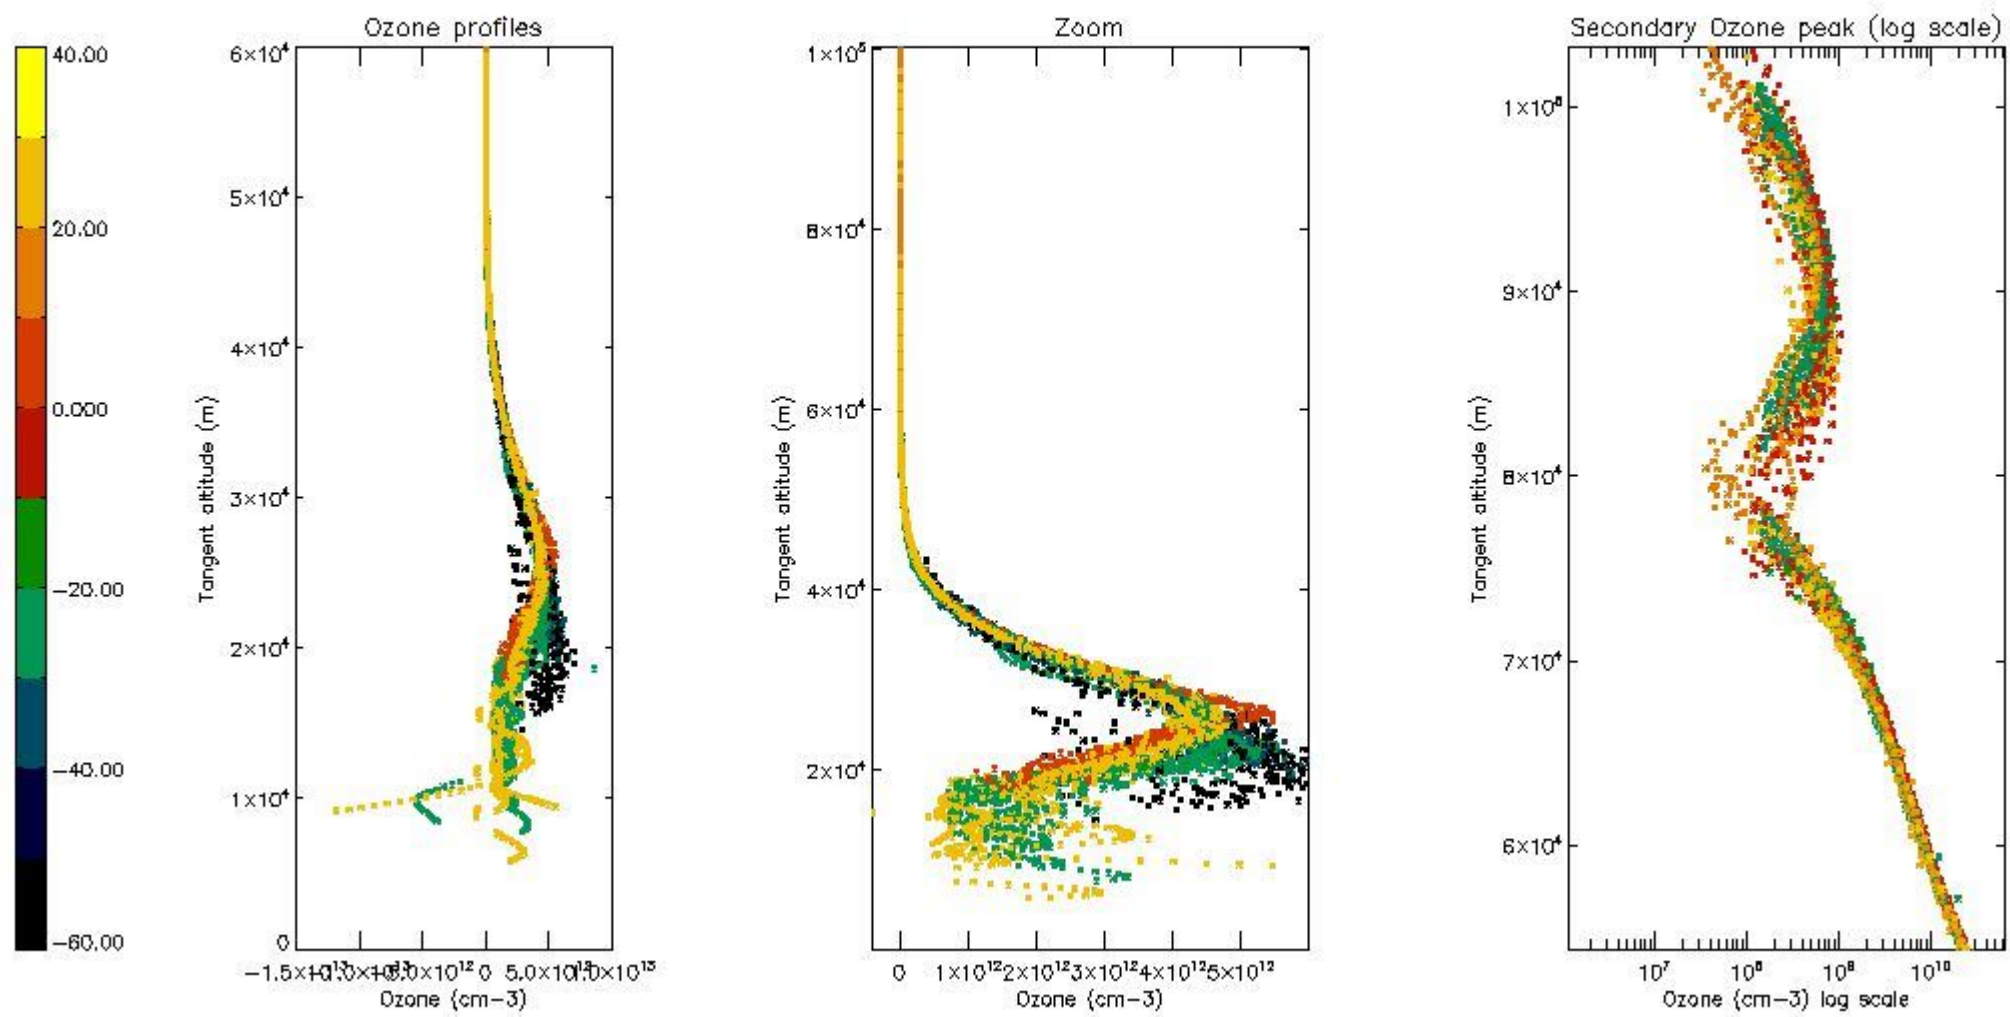 Ozone profiles
Zoom
Secondary Ozone peak (log scale)
40.00
20.00
0.000
−20.00
−40.00
−60.00
6×10⁴
5×10⁴
4×10⁴
3×10⁴
2×10⁴
1×10⁴
0
Tangent altitude (m)
0
Ozone (cm−3)
1×10⁵
8×10⁴
6×10⁴
4×10⁴
2×10⁴
Tangent altitude (m)
0 1×10¹² 2×10¹² 3×10¹² 4×10¹² 5×10¹²
Ozone (cm−3)
1×10⁵
9×10⁴
8×10⁴
7×10⁴
6×10⁴
Tangent altitude (m)
10⁷ 10⁸ 10⁹ 10¹⁰
Ozone (cm−3) log scale